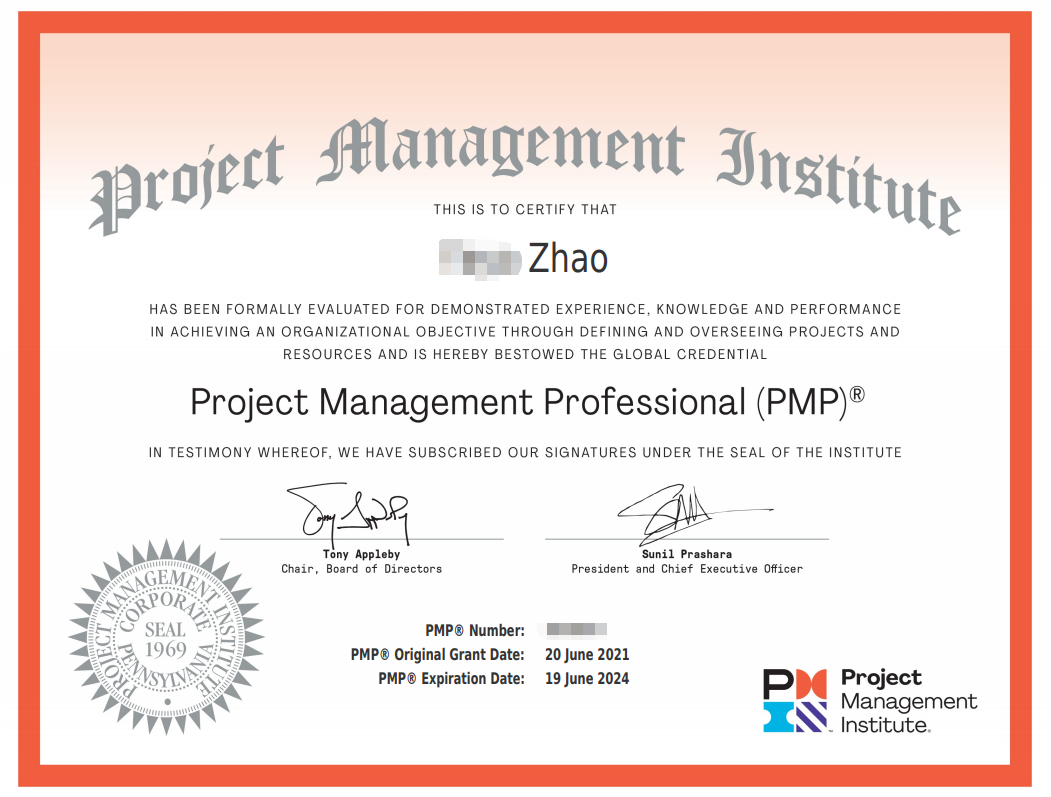 Project Management Institute
THIS IS TO CERTIFY THAT
Zhao
HAS BEEN FORMALLY EVALUATED FOR DEMONSTRATED EXPERIENCE, KNOWLEDGE AND PERFORMANCE
IN ACHIEVING AN ORGANIZATIONAL OBJECTIVE THROUGH DEFINING AND OVERSEEING PROJECTS AND
RESOURCES AND IS HEREBY BESTOWED THE GLOBAL CREDENTIAL
Project Management Professional (PMP)®
IN TESTIMONY WHEREOF, WE HAVE SUBSCRIBED OUR SIGNATURES UNDER THE SEAL OF THE INSTITUTE
Tony Appleby
Tony Appleby
Chair, Board of Directors
Sunil Prashara
President and Chief Executive Officer
PROJECT MANAGEMENT INSTITUTE
CORPORATE
SEAL
1969
PENNSYLVANIA
PMP® Number:
PMP® Original Grant Date: 20 June 2021
PMP® Expiration Date: 19 June 2024
PM
Project
Management
Institute.